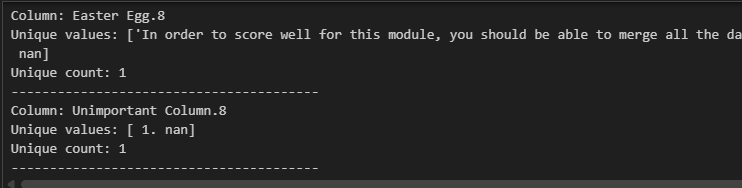 Column: Easter Egg.8
Unique values: ['In order to score well for this module, you should be able to merge all the da
nan]
Unique count: 1
----------------------------------------
Column: Unimportant Column.8
Unique values: [ 1. nan]
Unique count: 1
----------------------------------------